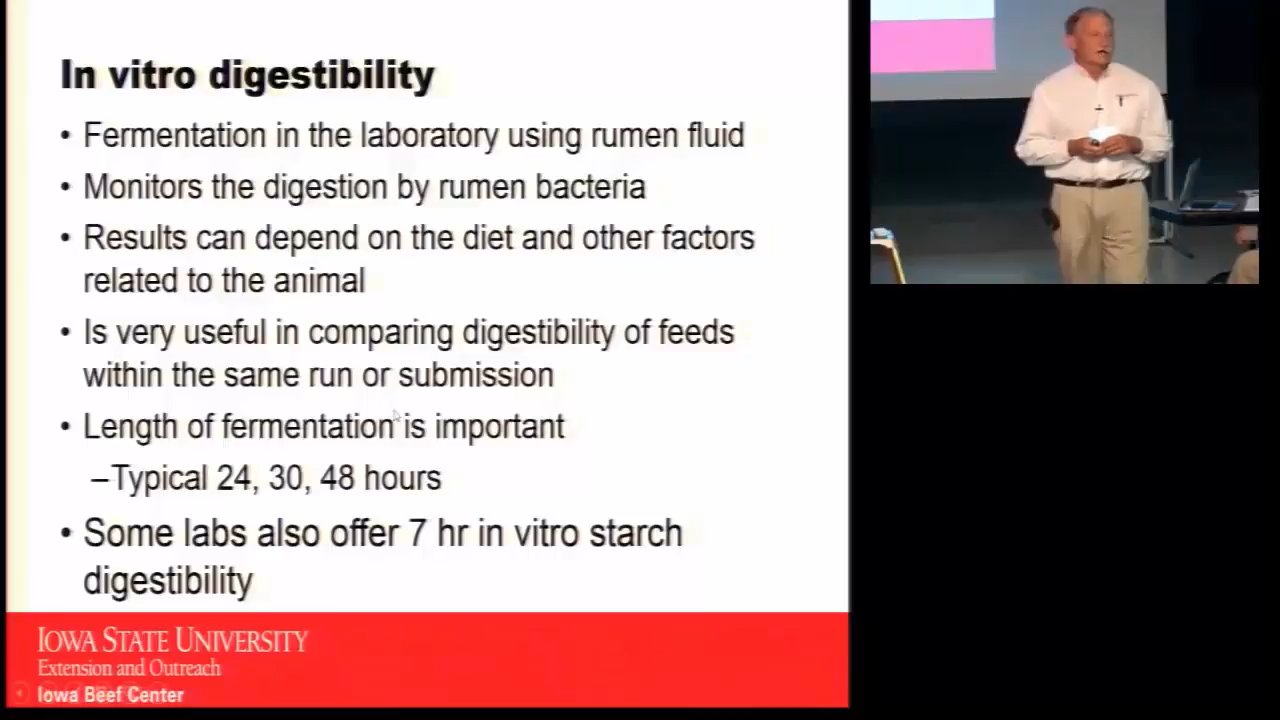 In vitro digestibility
• Fermentation in the laboratory using rumen fluid
• Monitors the digestion by rumen bacteria
• Results can depend on the diet and other factors
related to the animal
• Is very useful in comparing digestibility of feeds
within the same run or submission
• Length of fermentation is important
–Typical 24, 30, 48 hours
• Some labs also offer 7 hr in vitro starch
digestibility
IOWA STATE UNIVERSITY
Extension and Outreach
Iowa Beef Center